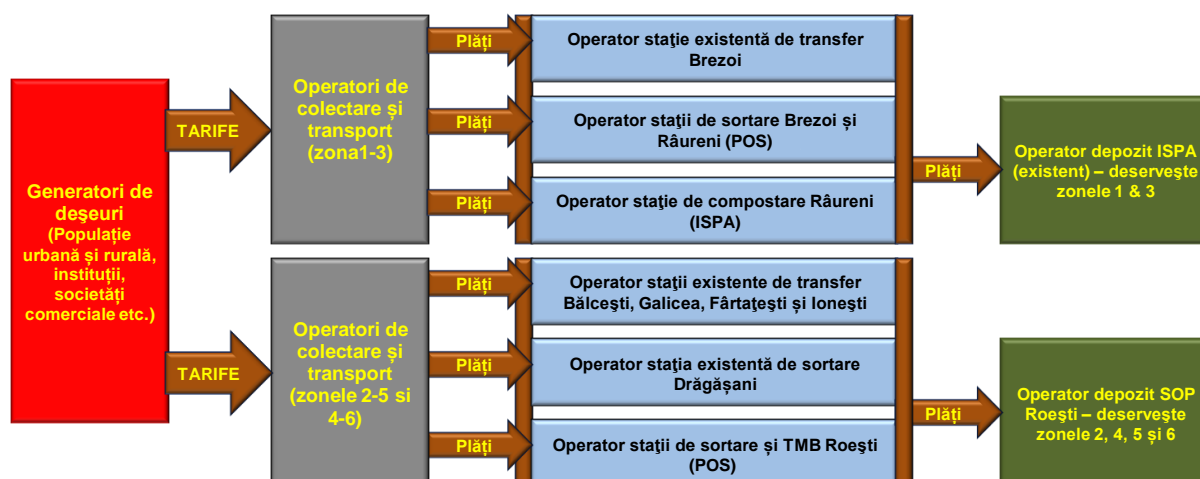 Generatori de
deşeuri
(Populație
urbană și rurală,
instituții,
societăți
comerciale etc.)
TARIFE
TARIFE
Operatori de
colectare și
transport
(zona1-3)
Plăți
Plăți
Plăți
Operator staţie existentă de transfer
Brezoi
Operator staţii de sortare Brezoi și
Râureni (POS)
Operator staţie de compostare Râureni
(ISPA)
Plăți
Operator depozit ISPA
(existent) – deserveşte
zonele 1 & 3
Operatori de
colectare și
transport
(zonele 2-5 si
4-6)
Plăți
Plăți
Plăți
Operator staţii existente de transfer
Bălceşti, Galicea, Fârtaţeşti și Ioneşti
Operator staţia existentă de sortare
Drăgășani
Operator staţii de sortare și TMB Roeşti
(POS)
Plăți
Operator depozit SOP
Roeşti – deserveşte
zonele 2, 4, 5 și 6